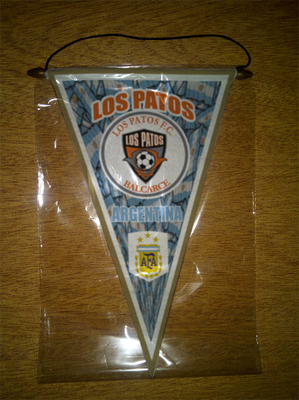 LOS PATOS
LOS PATOS F.C.
LOS PATOS
BALCARCE
ARGENTINA
AFA